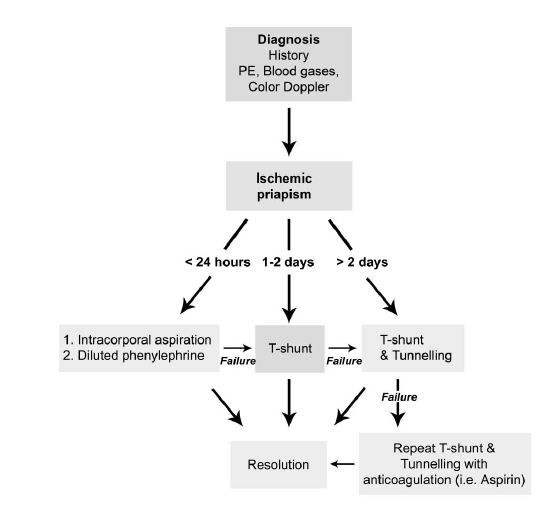 Diagnosis
History
PE, Blood gases,
Color Doppler
Ischemic
priapism
< 24 hours
1-2 days
> 2 days
1. Intracorporal aspiration
2. Diluted phenylephrine
Failure
T-shunt
Failure
T-shunt
& Tunnelling
Failure
Resolution
Repeat T-shunt &
Tunnelling with
anticoagulation (i.e. Aspirin)